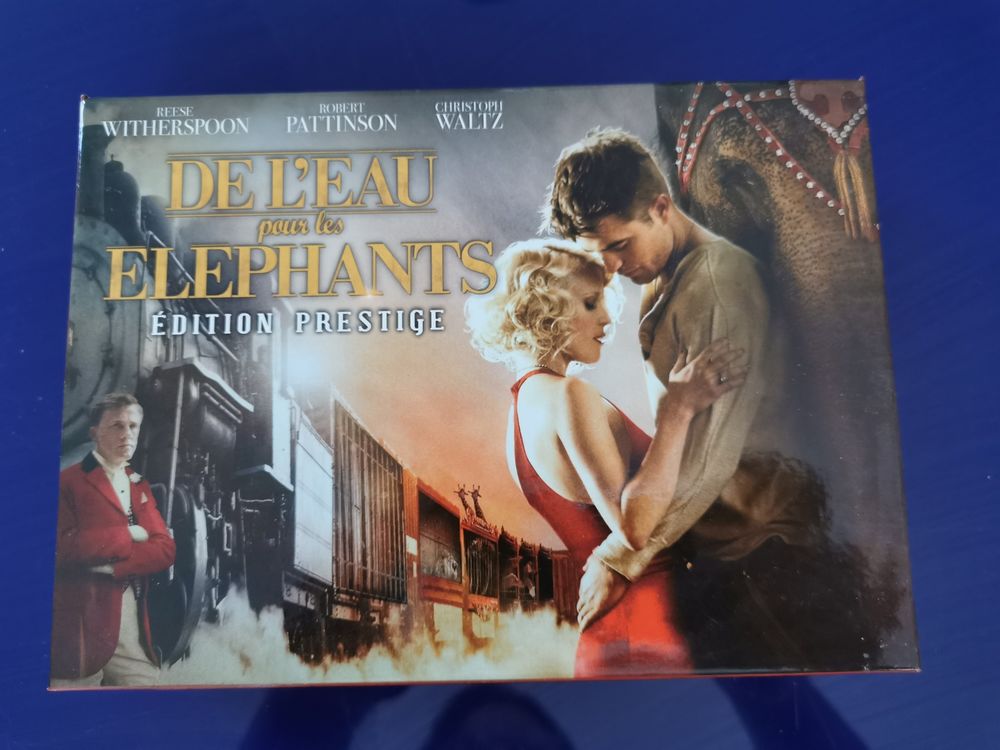 REESE
WITHERSPOON
ROBERT
PATTINSON
CHRISTOPH
WALTZ
DE L'EAU
pour les
ELEPHANTS
ÉDITION PRESTIGE